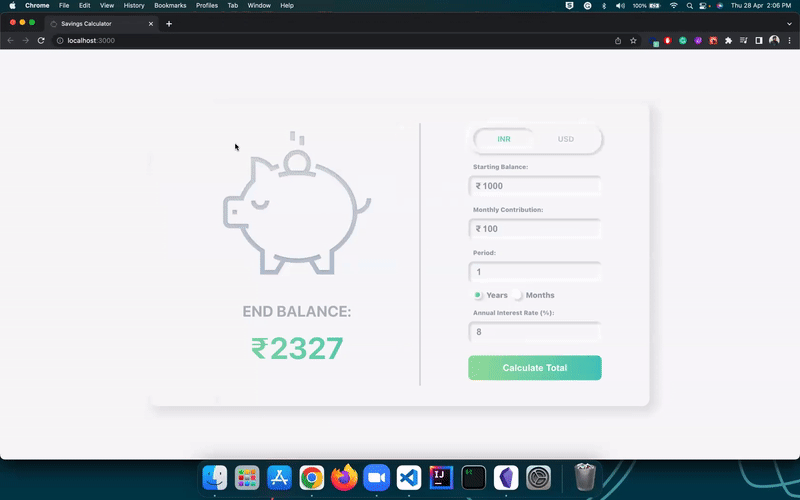 Chrome File Edit View History Bookmarks Profiles Tab Window Help 100% Thu 28 Apr 2:06 PM
Savings Calculator
localhost:3000
INR USD
Starting Balance:
₹ 1000
Monthly Contribution:
₹ 100
Period:
1
Years Months
Annual Interest Rate (%):
8
Calculate Total
END BALANCE:
₹2327